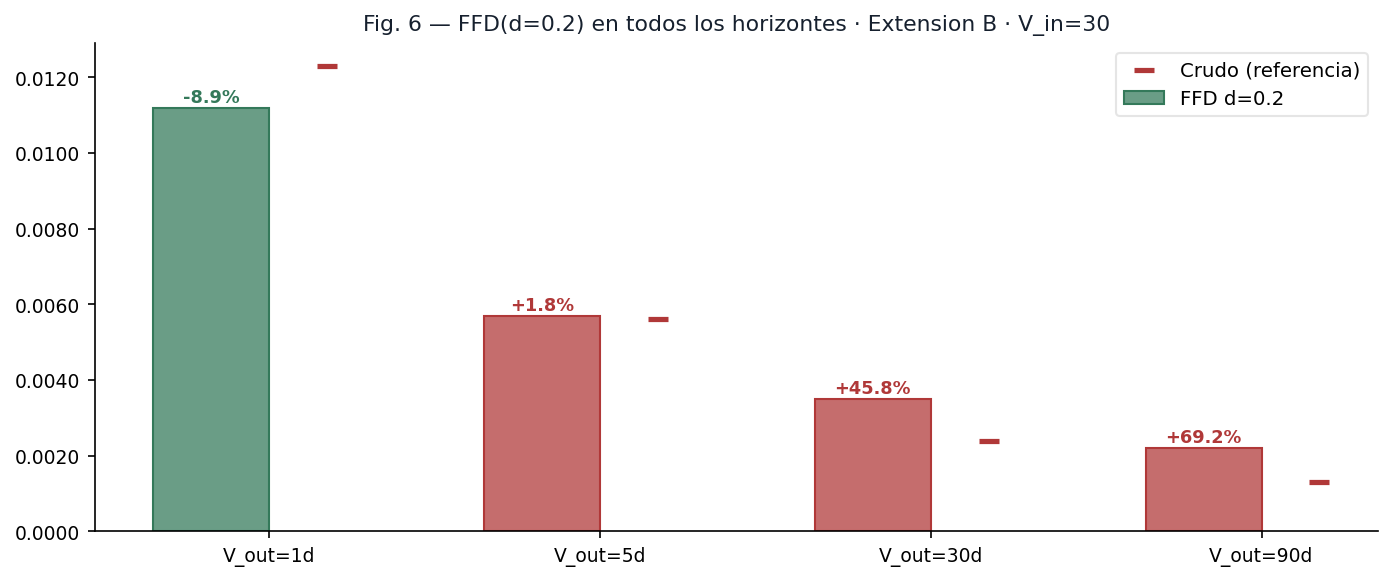 Fig. 6 — FFD(d=0.2) en todos los horizontes · Extension B · V_in=30
Crudo (referencia)
FFD d=0.2
0.0120
0.0100
0.0080
0.0060
0.0040
0.0020
0.0000
-8.9%
+1.8%
+45.8%
+69.2%
V_out=1d
V_out=5d
V_out=30d
V_out=90d